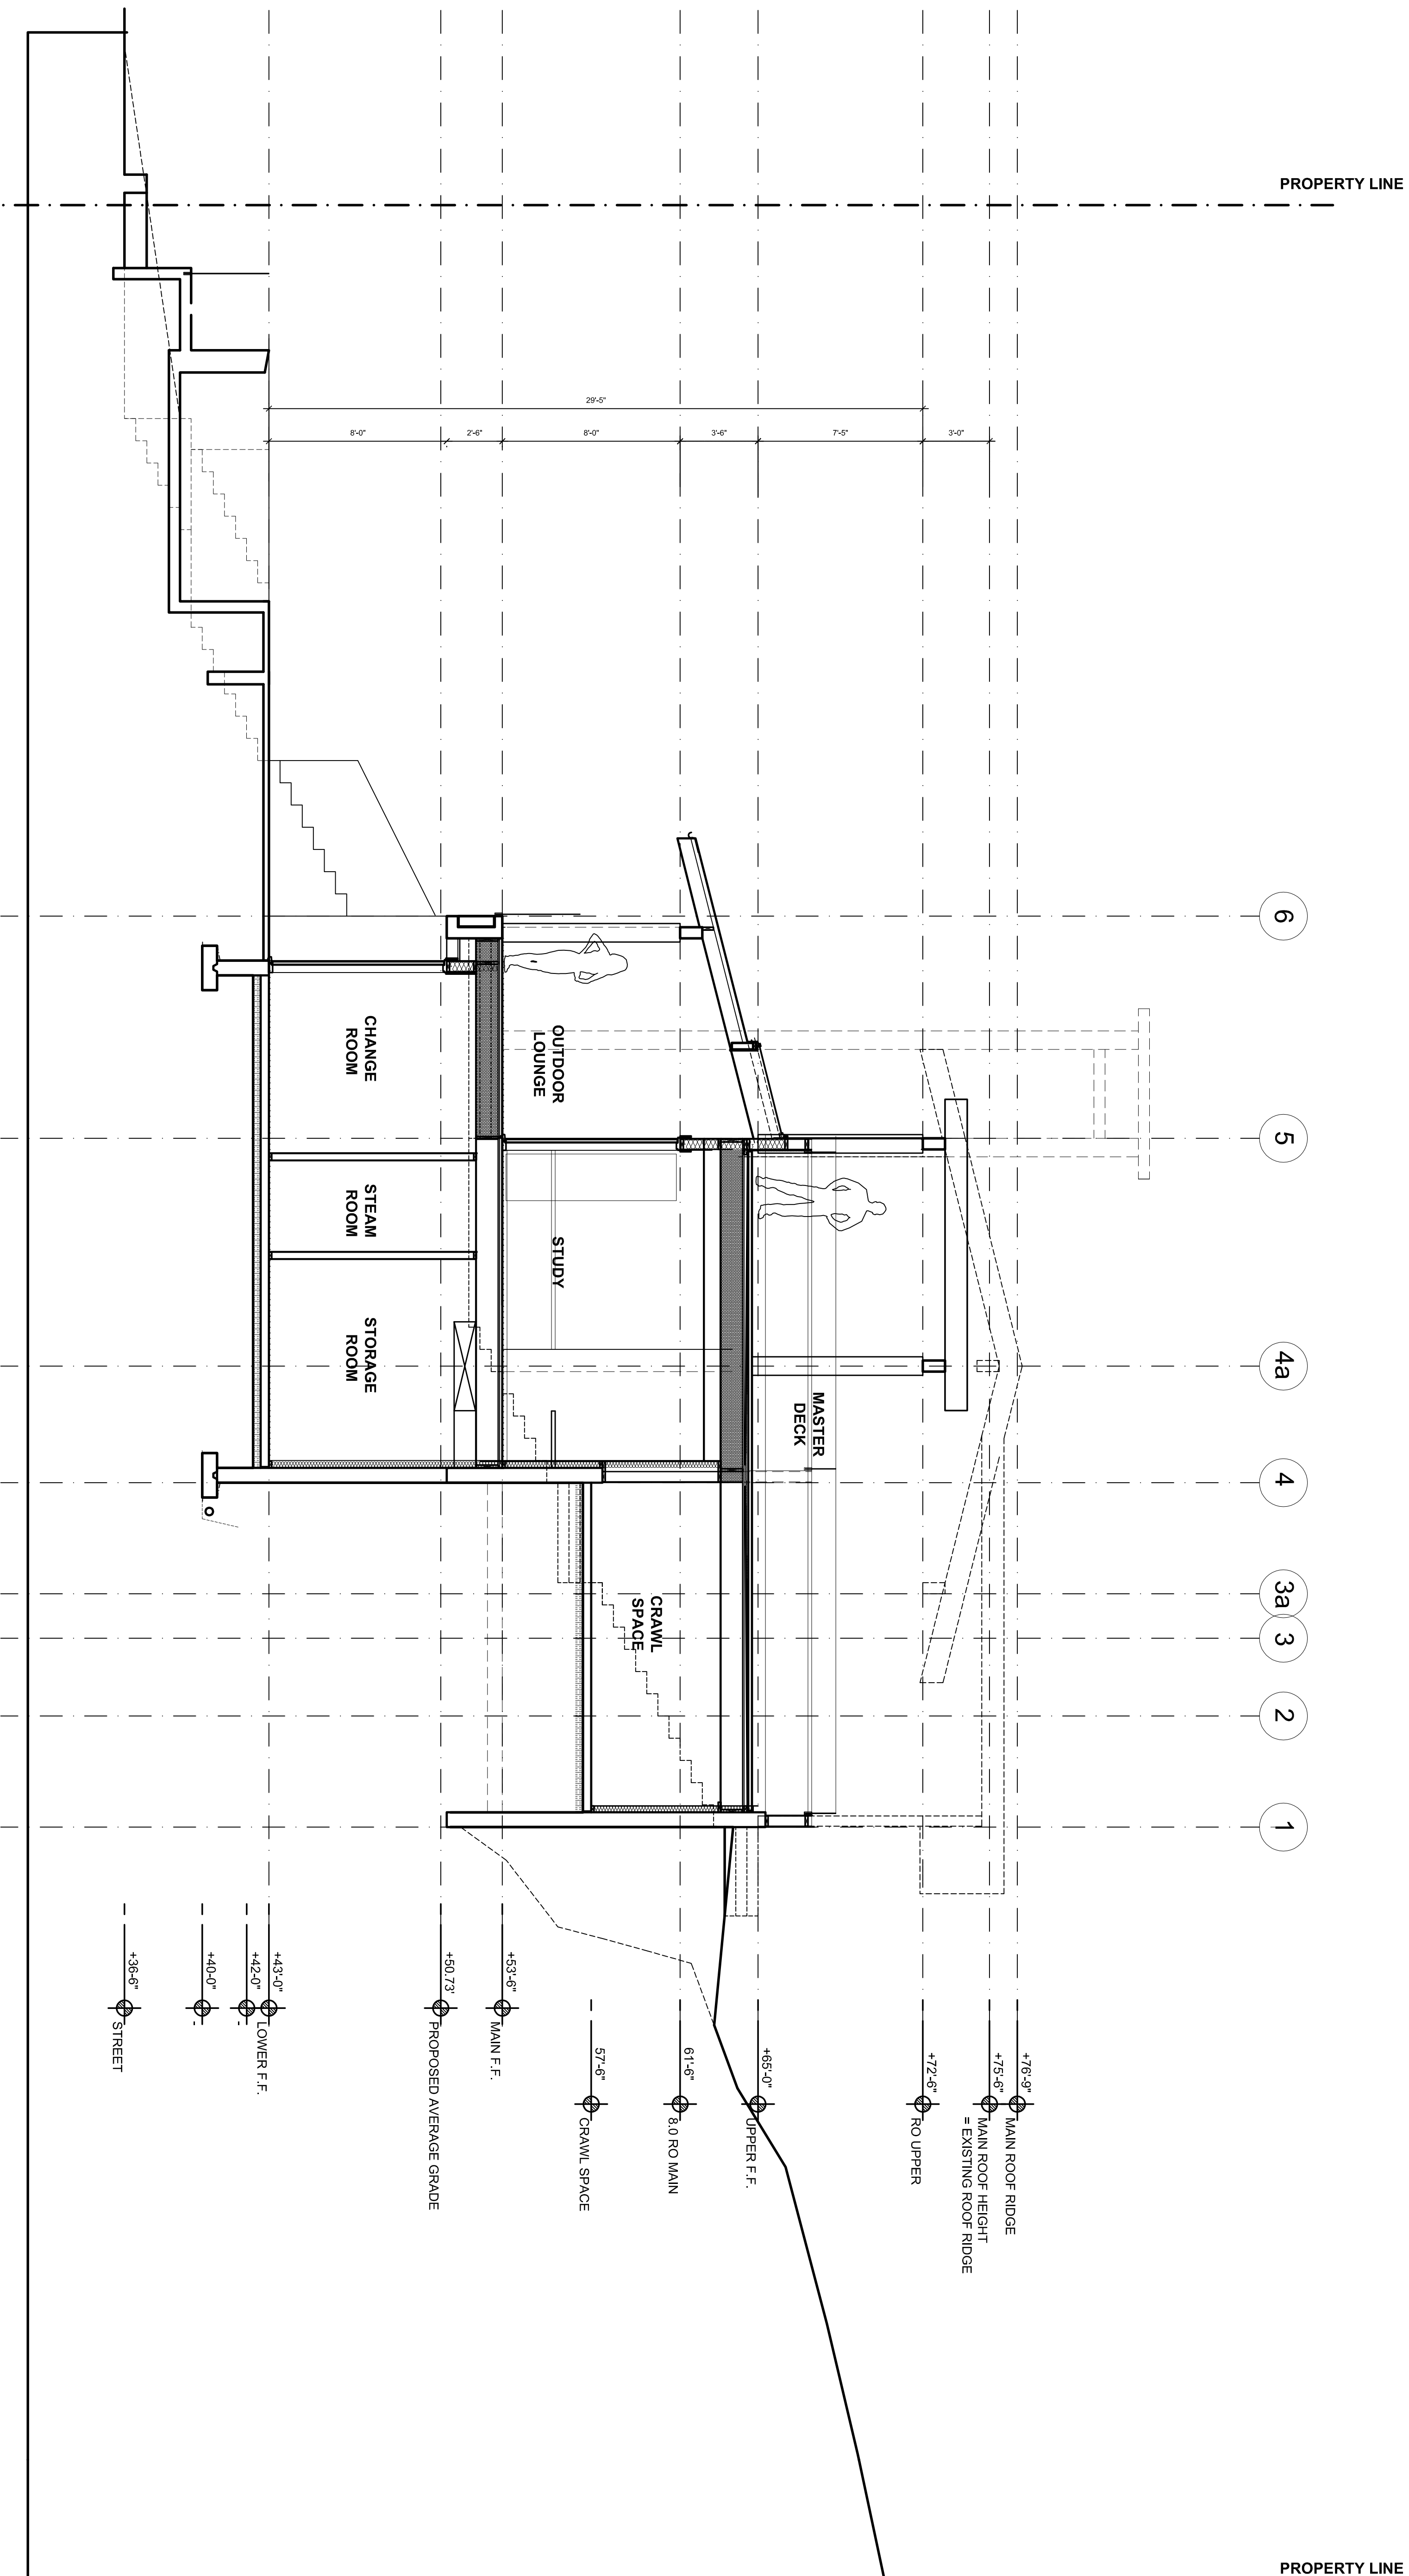 PROPERTY LINE
29'-5"
8'-0"
2'-6"
8'-0"
3'-6"
7'-5"
3'-0"
6
5
4a
4
3a
3
2
1
CHANGE
ROOM
STEAM
ROOM
STORAGE
ROOM
OUTDOOR
LOUNGE
STUDY
MASTER
DECK
CRAWL
SPACE
+76'-9"
MAIN ROOF RIDGE
+75'-6"
MAIN ROOF HEIGHT
= EXISTING ROOF RIDGE
+72'-6"
RO UPPER
+65'-0"
UPPER F.F.
61'-6"
8.0 RO MAIN
57'-6"
CRAWL SPACE
+53'-6"
MAIN F.F.
+50.73'
PROPOSED AVERAGE GRADE
+43'-0"
LOWER F.F.
+42-0"
-
+40-0"
-
+36-6"
STREET
PROPERTY LINE